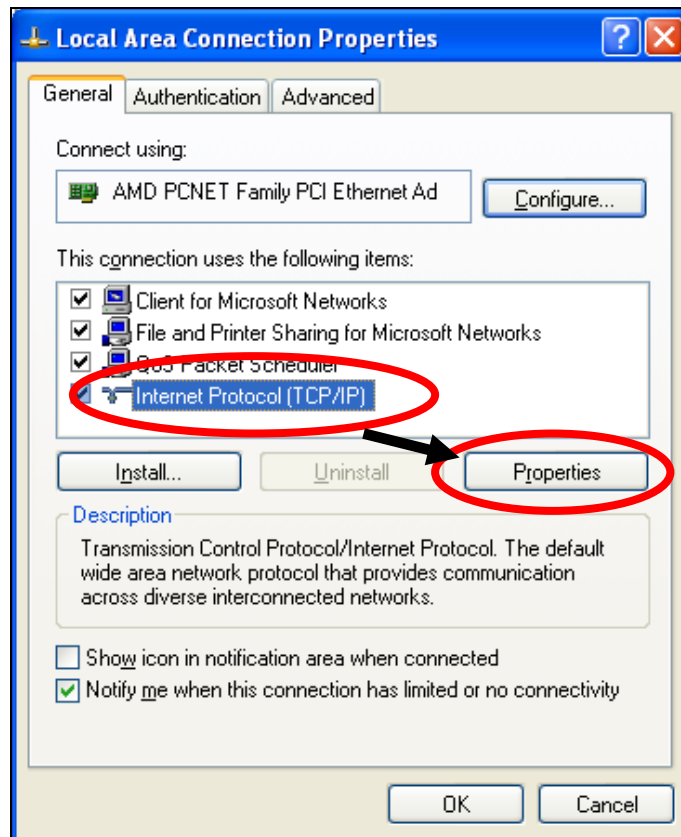 Local Area Connection Properties
General Authentication Advanced
Connect using:
AMD PCNET Family PCI Ethernet Ad
Configure...
This connection uses the following items:
Client for Microsoft Networks
File and Printer Sharing for Microsoft Networks
QoS Packet Scheduler
Internet Protocol (TCP/IP)
Install... Uninstall Properties
Description
Transmission Control Protocol/Internet Protocol. The default
wide area network protocol that provides communication
across diverse interconnected networks.
Show icon in notification area when connected
Notify me when this connection has limited or no connectivity
OK Cancel